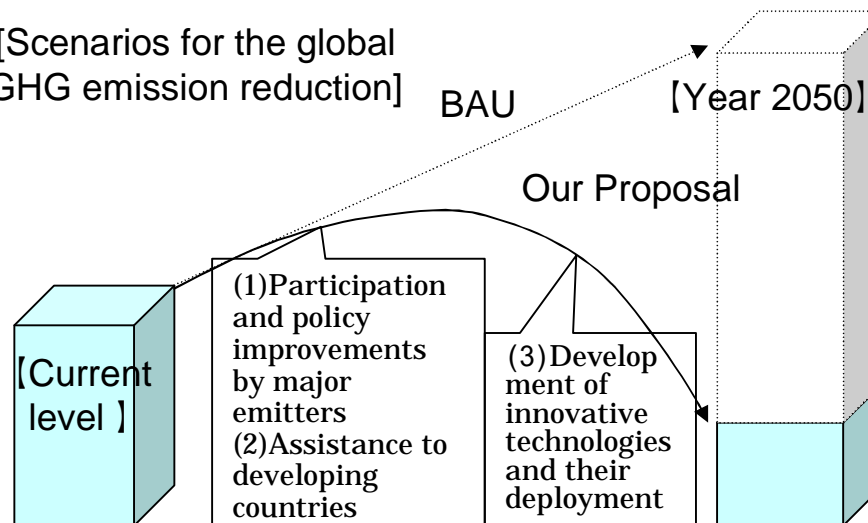 [Scenarios for the global
GHG emission reduction]
BAU
【Year 2050】
Our Proposal
【Current
level 】
(1)Participation
and policy
improvements
by major
emitters
(2)Assistance to
developing
countries
(3)Develop
ment of
innovative
technologies
and their
deployment